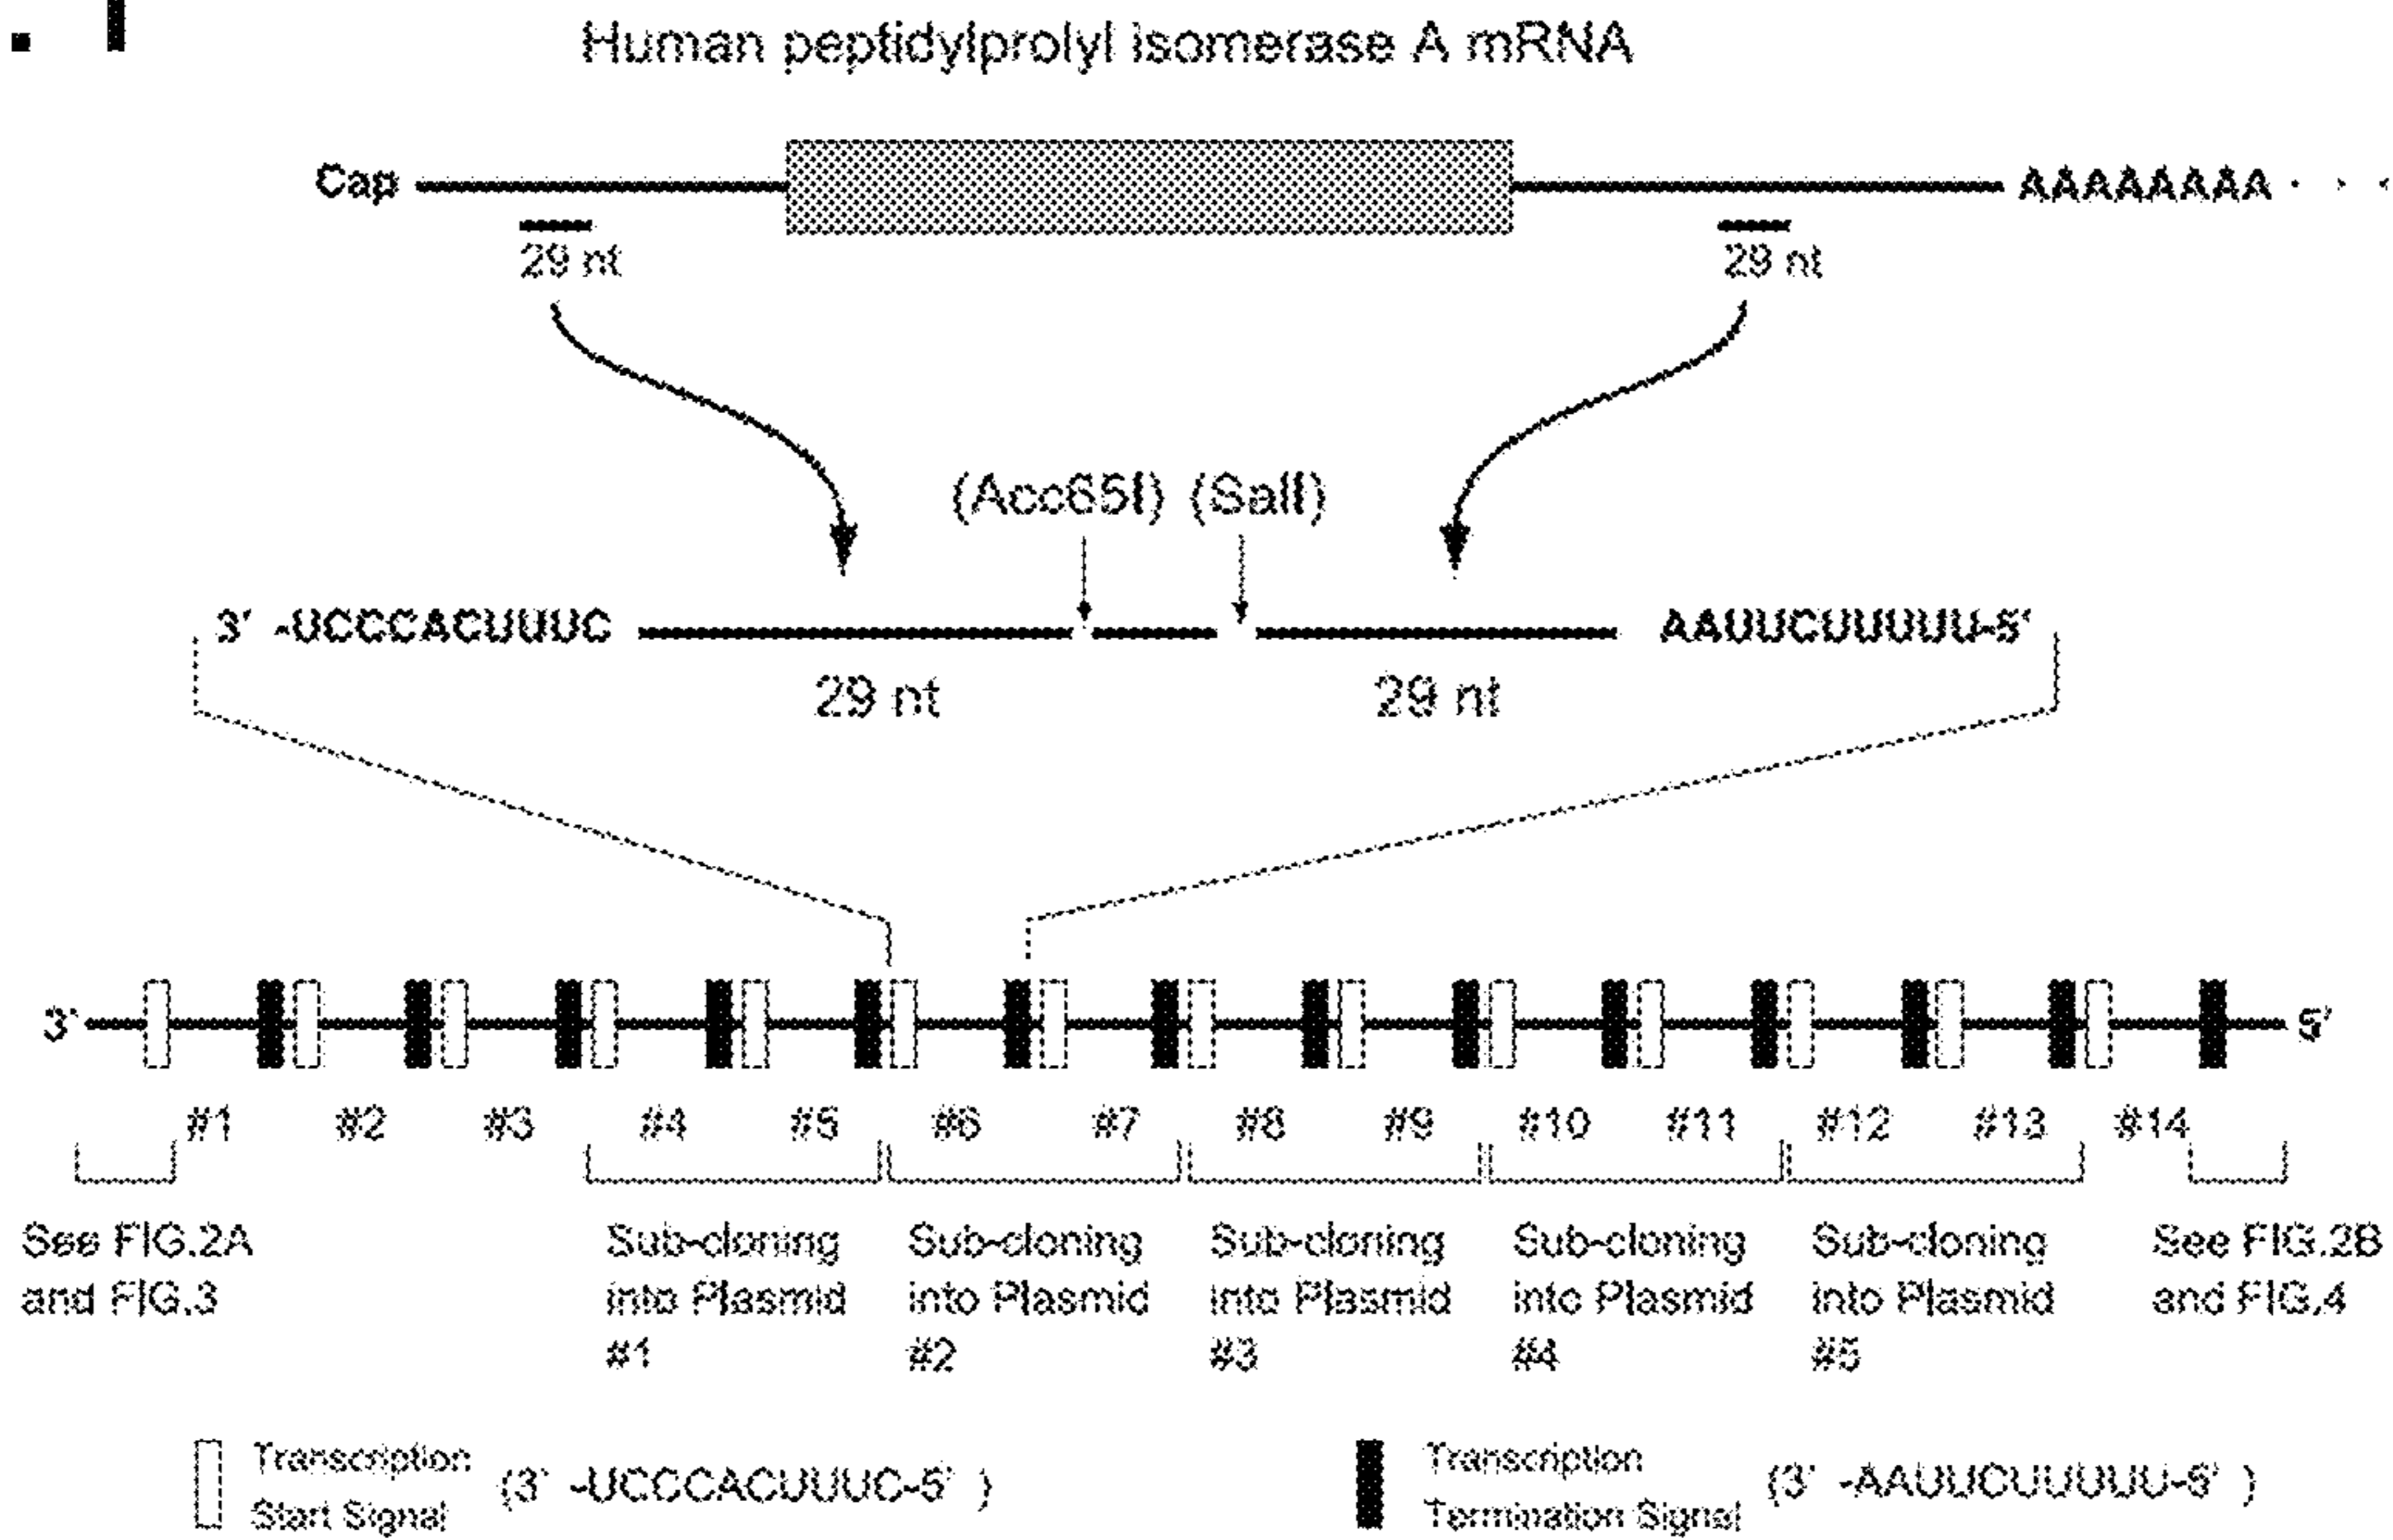 . 1
Human peptidylprolyl isomerase A mRNA
Cap
AAAAAAAA · · ·
29 nt
29 nt
(Acc65I) (SalI)
3' -UCCCACUUUC
AAUUCUUUUU-5'
29 nt
29 nt
3'
5'
#1 #2 #3 #4 #5 #6 #7 #8 #9 #10 #11 #12 #13 #14
See FIG.2A
and FIG.3
Sub-cloning
into Plasmid
#1
Sub-cloning
into Plasmid
#2
Sub-cloning
into Plasmid
#3
Sub-cloning
into Plasmid
#4
Sub-cloning
into Plasmid
#5
See FIG.2B
and FIG.4
Transcription
Start Signal
(3' -UCCCACUUUC-5' )
Transcription
Termination Signal
(3' -AAUUCUUUUU-5' )